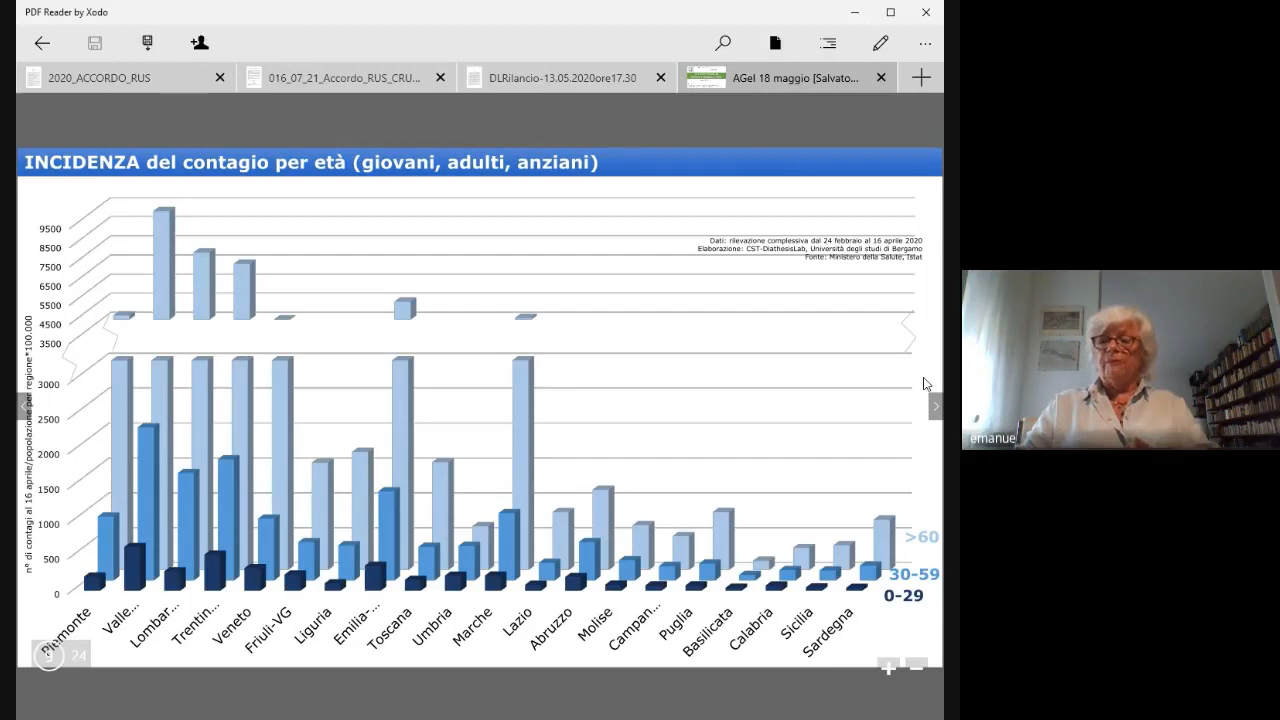 PDF Reader by Xodo
2020_ACCORDO_RUS
016_07_21_Accordo_RUS_CRU...
DLRilancio-13.05.2020ore17.30
AGeI 18 maggio [Salvato...
INCIDENZA del contagio per età (giovani, adulti, anziani)
Dati: rilevazione complessiva dal 24 febbraio al 16 aprile 2020
Elaborazione: CST-DiathesisLab, Università degli studi di Bergamo
Fonte: Ministero della Salute, Istat
n° di contagi al 16 aprile/popolazione per regione*100.000
9500
8500
7500
6500
5500
4500
3500
3000
2500
2000
1500
1000
500
0
>60
30-59
0-29
Piemonte
Valle...
Lombar...
Trentin...
Veneto
Friuli-VG
Liguria
Emilia-...
Toscana
Umbria
Marche
Lazio
Abruzzo
Molise
Campan...
Puglia
Basilicata
Calabria
Sicilia
Sardegna
9
24
emanue